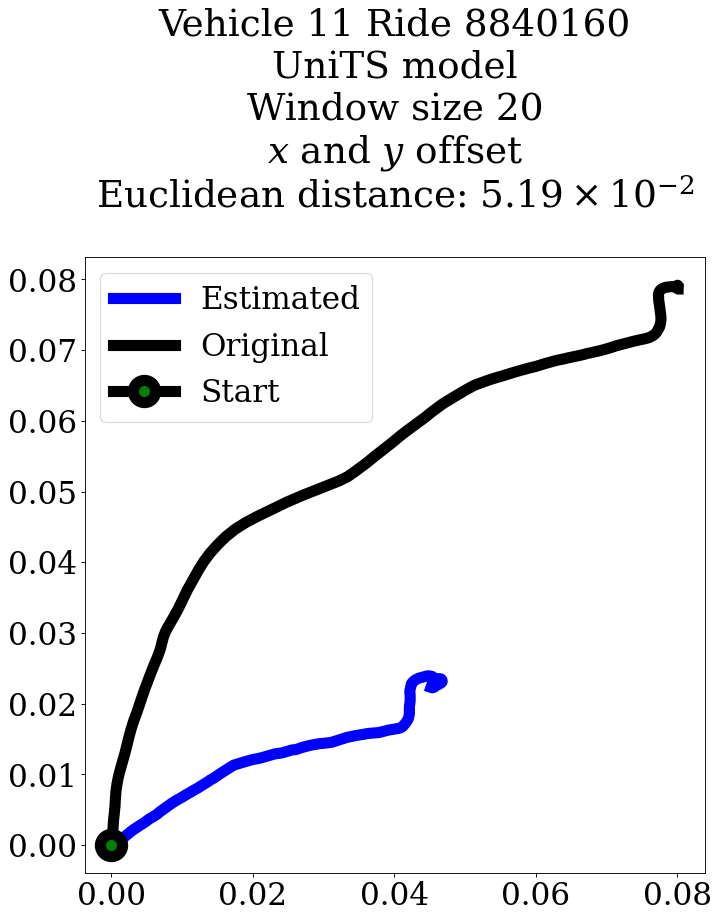 Vehicle 11 Ride 8840160
UniTS model
Window size 20
x and y offset
Euclidean distance: 5.19 × 10⁻²
Estimated
Original
Start
0.08
0.07
0.06
0.05
0.04
0.03
0.02
0.01
0.00
0.00 0.02 0.04 0.06 0.08